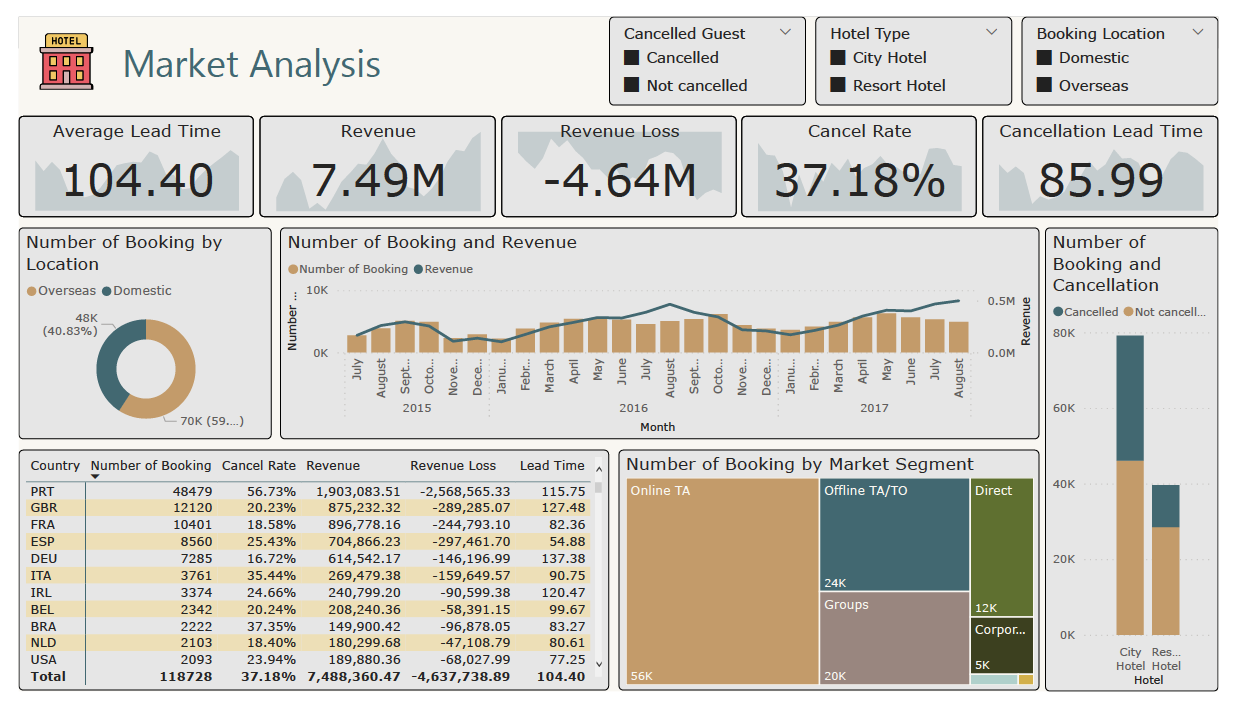 HOTEL
Market Analysis
Cancelled Guest
Cancelled
Not cancelled
Hotel Type
City Hotel
Resort Hotel
Booking Location
Domestic
Overseas
Average Lead Time
104.40
Revenue
7.49M
Revenue Loss
-4.64M
Cancel Rate
37.18%
Cancellation Lead Time
85.99
Number of Booking by
Location
Overseas Domestic
48K
(40.83%)
70K (59....)
Number of Booking and Revenue
Number of Booking Revenue
Number ...
10K
0K
0.5M
0.0M
Revenue
July August Sept... Octo... Nove... Dece... Janu... Febr... March April May June July August Sept... Octo... Nove... Dece... Janu... Febr... March April May June July August
2015 2016 2017
Month
Number of
Booking and
Cancellation
Cancelled Not cancell...
80K
60K
40K
20K
0K
City Res...
Hotel Hotel
Hotel
Country Number of Booking Cancel Rate Revenue Revenue Loss Lead Time
PRT 48479 56.73% 1,903,083.51 -2,568,565.33 115.75
GBR 12120 20.23% 875,232.32 -289,285.07 127.48
FRA 10401 18.58% 896,778.16 -244,793.10 82.36
ESP 8560 25.43% 704,866.23 -297,461.70 54.88
DEU 7285 16.72% 614,542.17 -146,196.99 137.38
ITA 3761 35.44% 269,479.38 -159,649.57 90.75
IRL 3374 24.66% 240,799.20 -90,599.38 120.47
BEL 2342 20.24% 208,240.36 -58,391.15 99.67
BRA 2222 37.35% 149,900.42 -96,878.05 83.27
NLD 2103 18.40% 180,299.68 -47,108.79 80.61
USA 2093 23.94% 189,880.36 -68,027.99 77.25
Total 118728 37.18% 7,488,360.47 -4,637,738.89 104.40
Number of Booking by Market Segment
Online TA
56K
Offline TA/TO
24K
Groups
20K
Direct
12K
Corpor...
5K